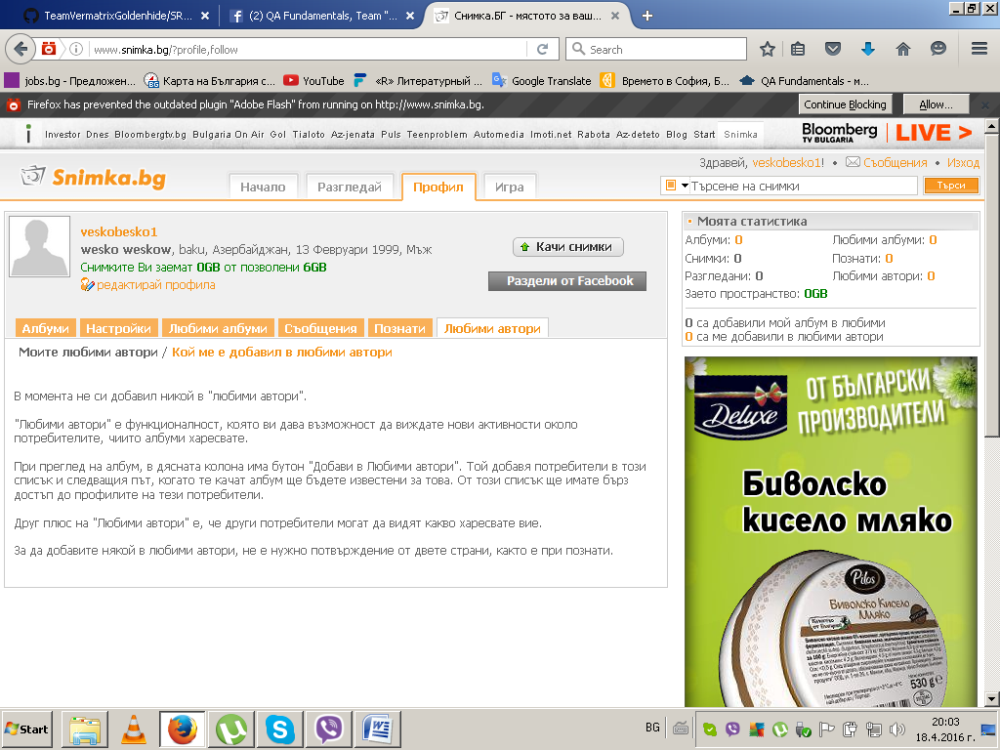 TeamVermatrixGoldenhide/SR...
(2) QA Fundamentals, Team "...
Снимка.БГ - мястото за ваш...
www.snimka.bg/?profile,follow
Search
jobs.bg - Предложен...
Карта на България с...
YouTube
«R» Литературный ...
Google Translate
Времето в София, Б...
QA Fundamentals - м...
Firefox has prevented the outdated plugin "Adobe Flash" from running on http://www.snimka.bg.
Continue Blocking
Allow...
Investor Dnes Bloombergtv.bg Bulgaria On Air Gol Tialoto Az-jenata Puls Teenproblem Automedia Imoti.net Rabota Az-deteto Blog Start Snimka
Bloomberg
TV BULGARIA
LIVE >
Здравей, veskobesko1! • Съобщения • Изход
Snimka.bg
Начало
Разгледай
Профил
Игра
Търсене на снимки
Търси
veskobesko1
wesko weskow, baku, Азербайджан, 13 Февруари 1999, Мъж
Снимките Ви заемат 0GB от позволени 6GB
редактирай профила
Качи снимки
Раздели от Facebook
Албуми
Настройки
Любими албуми
Съобщения
Познати
Любими автори
Моите любими автори / Кой ме е добавил в любими автори
В момента не си добавил никой в "любими автори".
"Любими автори" е функционалност, която ви дава възможност да виждате нови активности около
потребителите, чиито албуми харесвате.
При преглед на албум, в дясната колона има бутон "Добави в Любими автори". Той добавя потребители в този
списък и следващия път, когато те качат албум ще бъдете известени за това. От този списък ще имате бърз
достъп до профилите на тези потребители.
Друг плюс на "Любими автори" е, че други потребители могат да видят какво харесвате вие.
За да добавите някой в любими автори, не е нужно потвърждение от двете страни, както е при познати.
Моята статистика
Албуми: 0
Любими албуми: 0
Снимки: 0
Познати: 0
Разгледани: 0
Любими автори: 0
Заето пространство: 0GB
0 са добавили мой албум в любими
0 са ме добавили в любими автори
Deluxe
ОТ БЪЛГАРСКИ
ПРОИЗВОДИТЕЛИ
Биволско
кисело мляко
Pilos
Биволско Кисело
Мляко
530 g
Start
BG
20:03
18.4.2016 г.